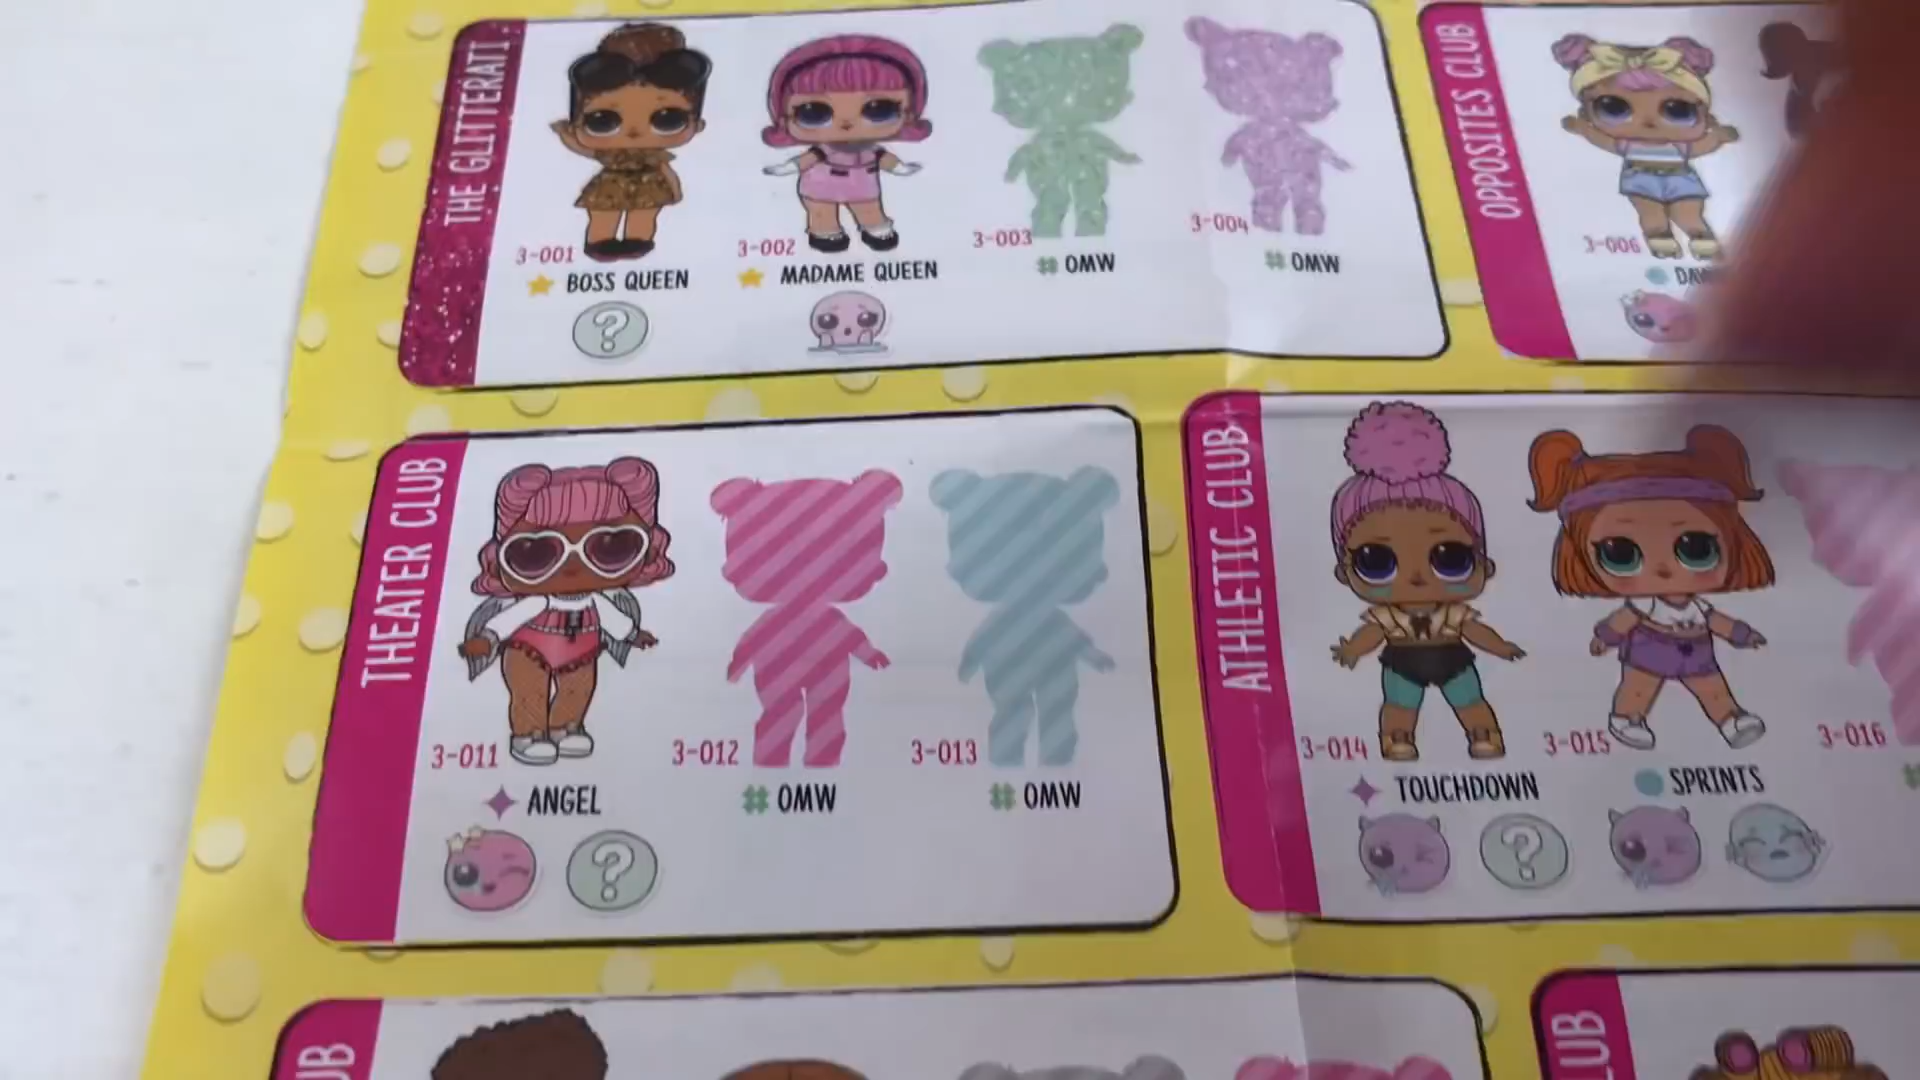 THE GLITTERATI
3-001
BOSS QUEEN
?
3-002
MADAME QUEEN
3-003
# OMW
3-004
# OMW
OPPOSITES CLUB
3-006
THEATER CLUB
3-011
ANGEL
?
3-012
# OMW
3-013
# OMW
ATHLETIC CLUB
3-014
TOUCHDOWN
?
3-015
SPRINTS
3-016
#
UB
LUB